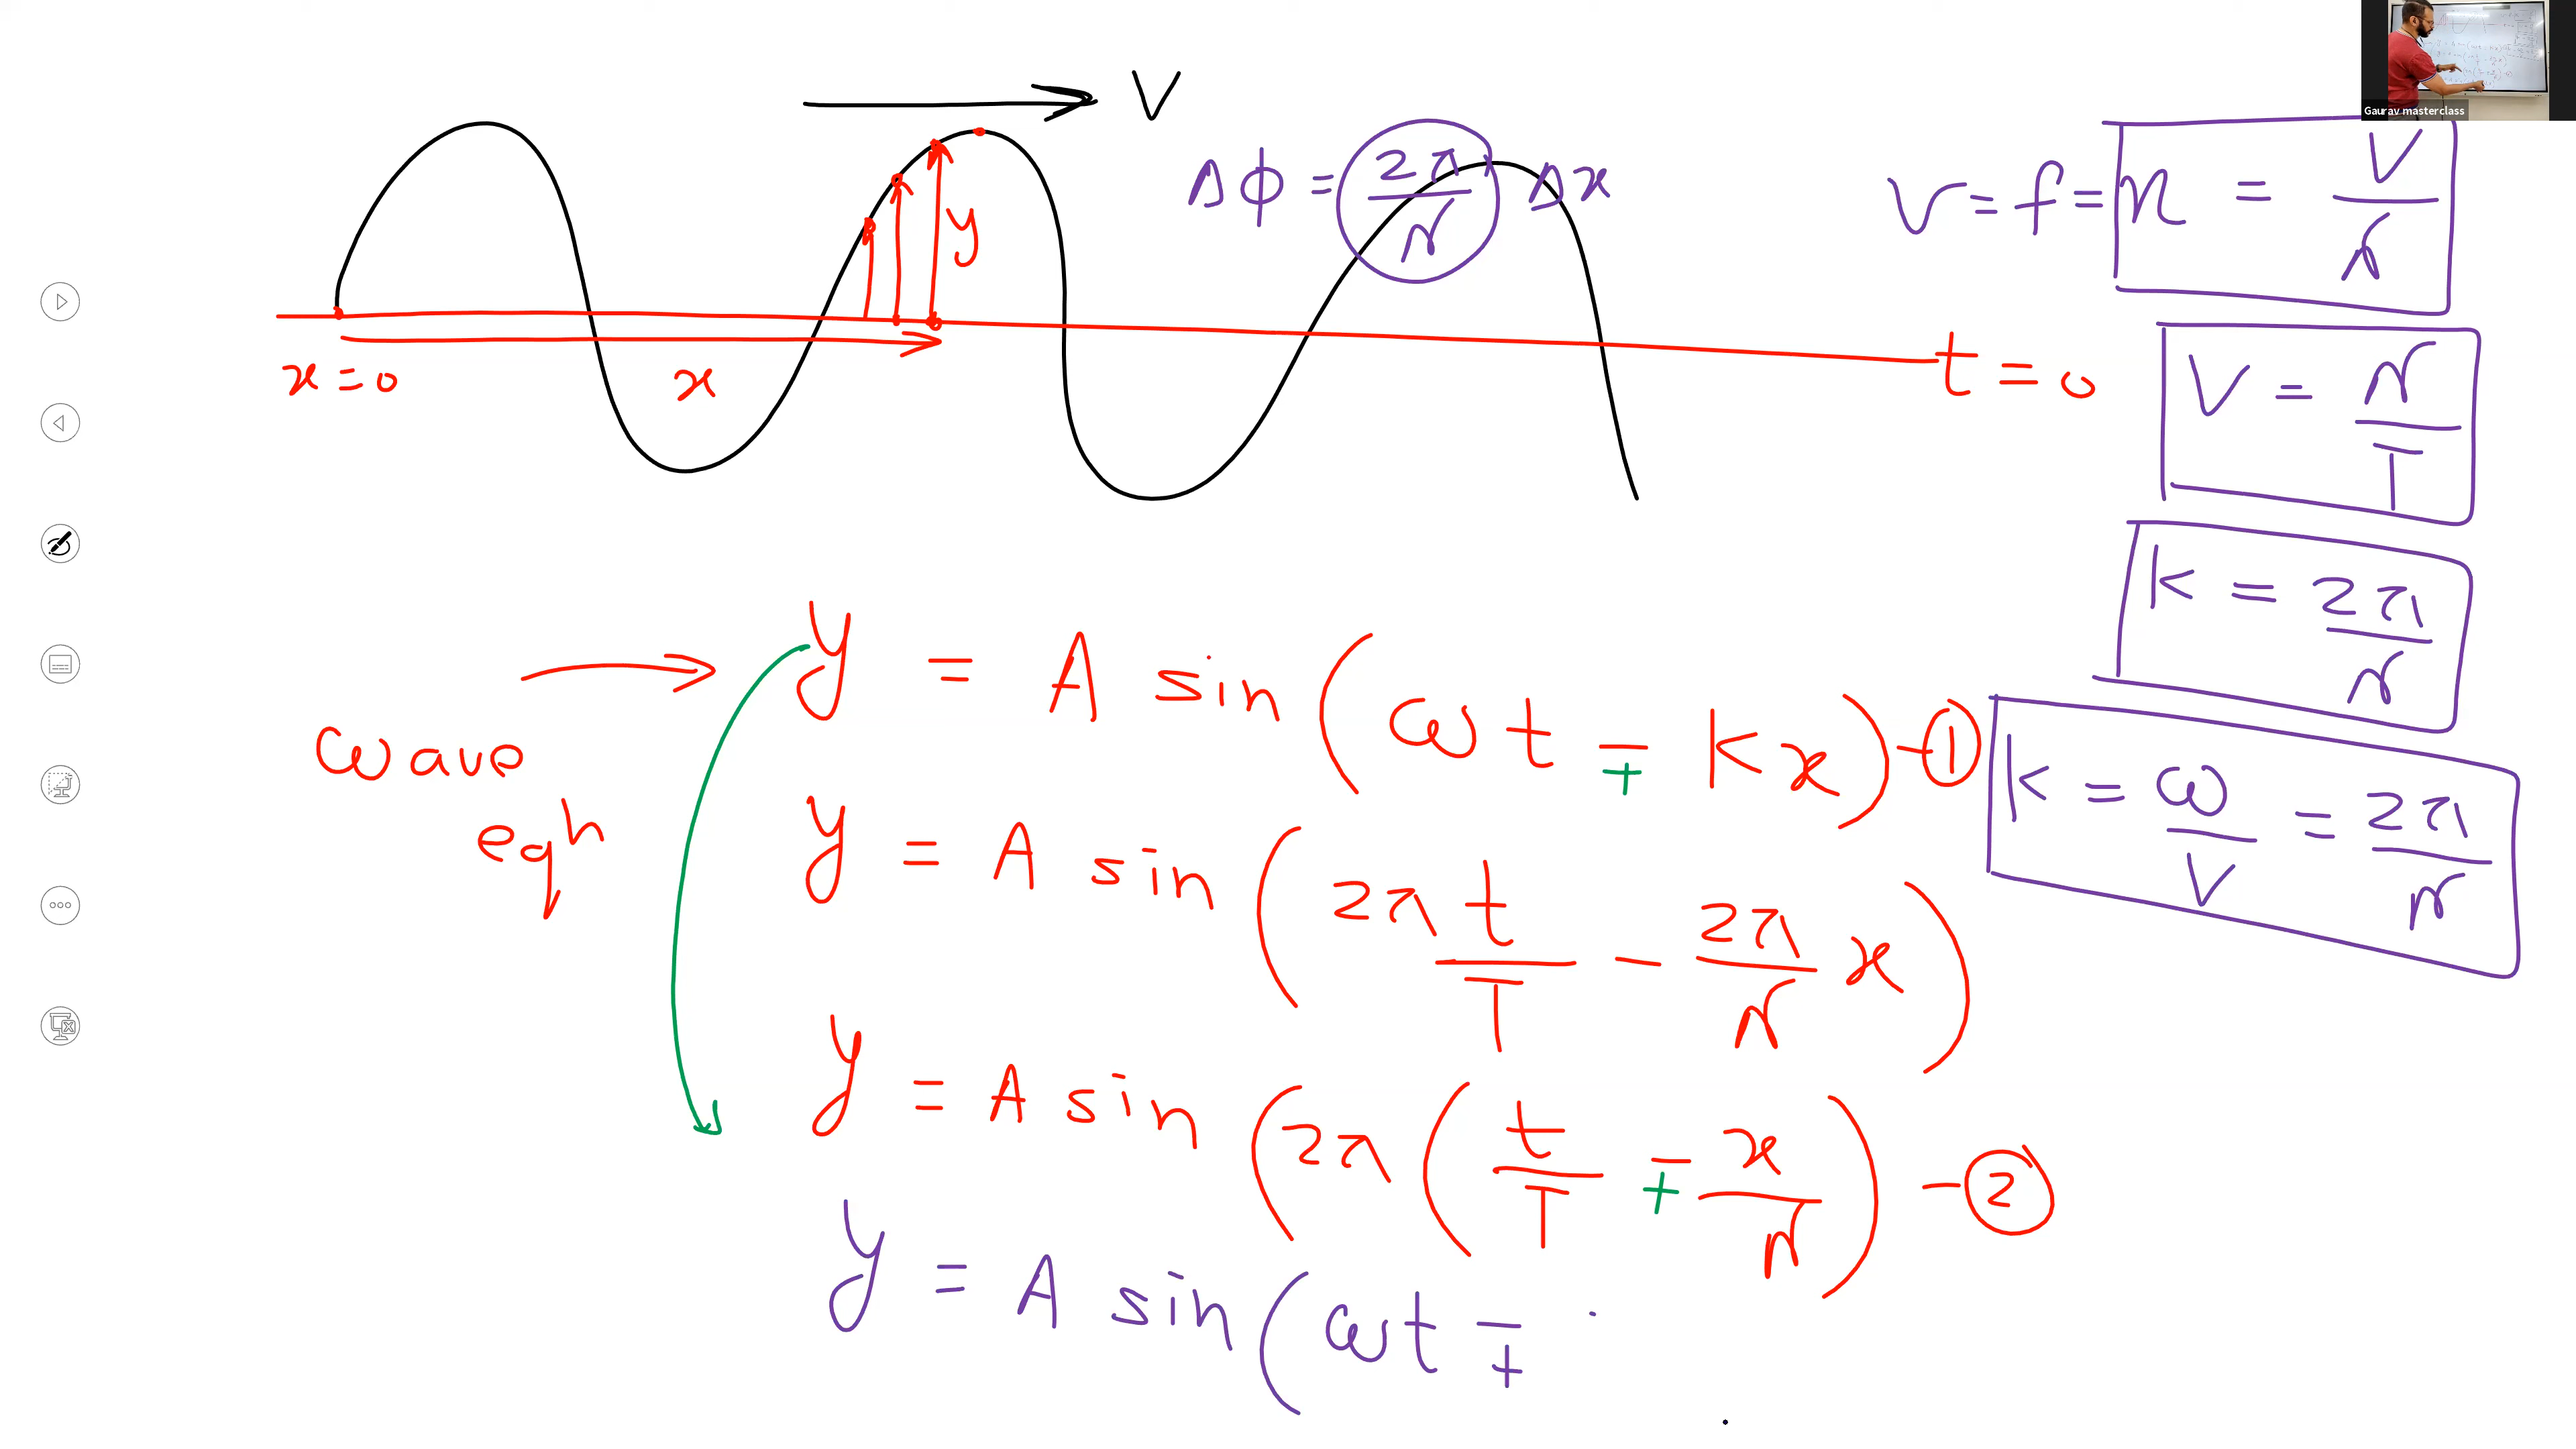 Gaurav masterclass
V
Δϕ = 2π/λ Δx
ν = f = n = V/λ
y
x = 0
x
t = 0
V = λ/T
K = 2π/λ
wave eqⁿ
y = A sin(ωt ∓ Kx) - ①
K = ω/V = 2π/λ
y = A sin(2π t/T - 2π/λ x)
y = A sin(2π(t/T ∓ x/λ) - ②
y = A sin(ωt ∓